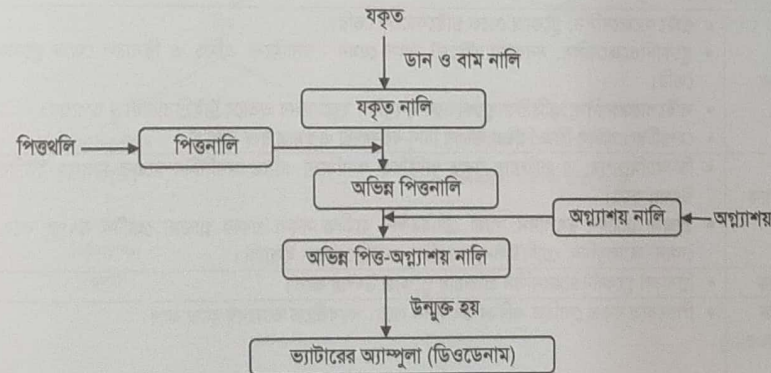 যকৃত
ডান ও বাম নালি
যকৃত নালি
পিত্তথলি
পিত্তনালি
অভিন্ন পিত্তনালি
অগ্ন্যাশয় নালি
অগ্ন্যাশয়
অভিন্ন পিত্ত-অগ্ন্যাশয় নালি
উন্মুক্ত হয়
ভ্যাটারের অ্যাম্পুলা (ডিওডেনাম)